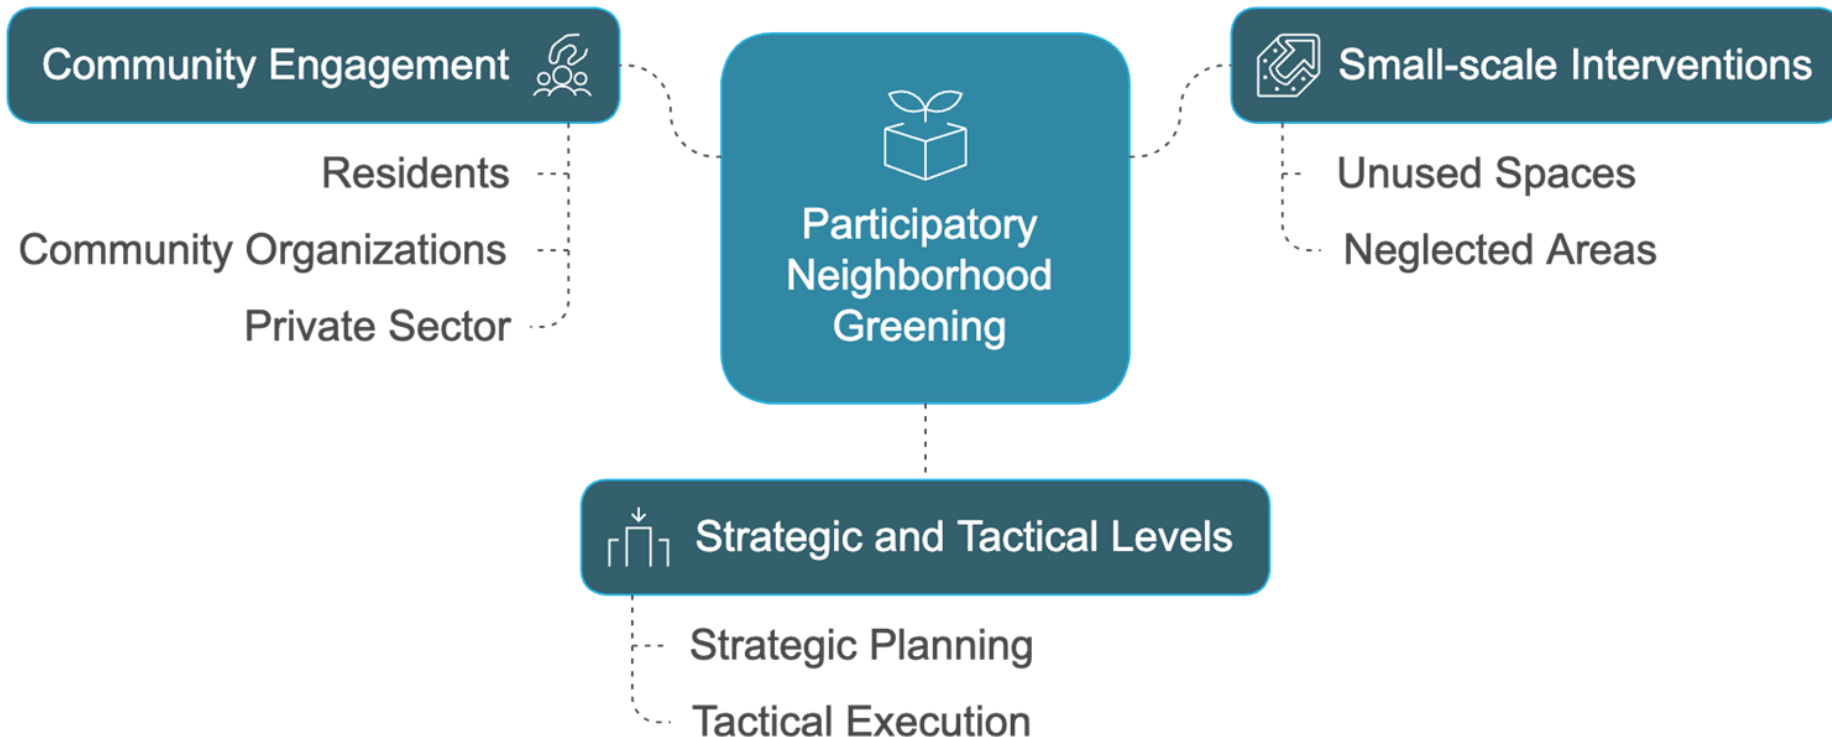 Community Engagement
Residents
Community Organizations
Private Sector
Participatory
Neighborhood
Greening
Small-scale Interventions
Unused Spaces
Neglected Areas
Strategic and Tactical Levels
Strategic Planning
Tactical Execution